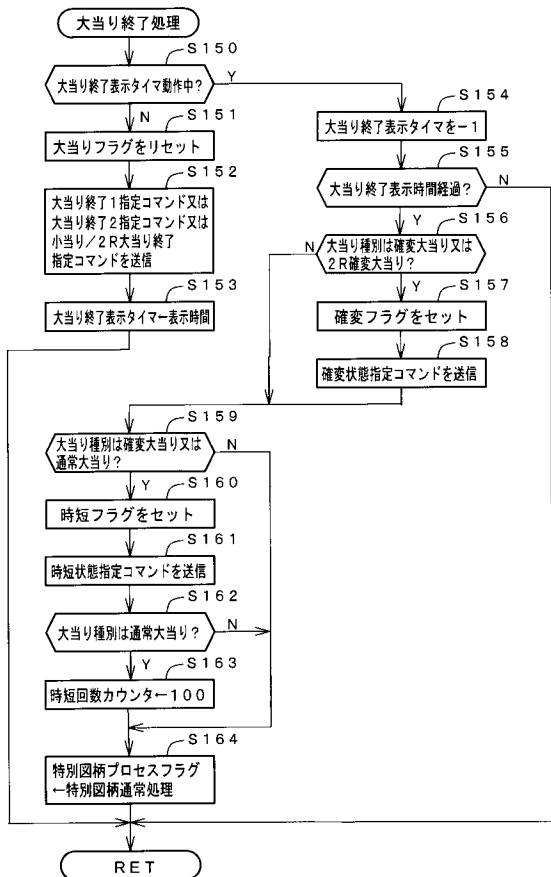 大当り終了処理
S150
大当り終了表示タイマ動作中?
Y
N
S151
大当りフラグをリセット
S152
大当り終了1指定コマンド又は
大当り終了2指定コマンド又は
小当り/2R大当り終了
指定コマンドを送信
S153
大当り終了表示タイマ←表示時間
S154
大当り終了表示タイマを-1
S155
大当り終了表示時間経過?
N
Y
S156
大当り種別は確変大当り又は
2R確変大当り?
N
Y
S157
確変フラグをセット
S158
確変状態指定コマンドを送信
S159
大当り種別は確変大当り又は
通常大当り?
N
Y
S160
時短フラグをセット
S161
時短状態指定コマンドを送信
S162
大当り種別は通常大当り?
N
Y
S163
時短回数カウンタ←100
S164
特別図柄プロセスフラグ
←特別図柄通常処理
RET